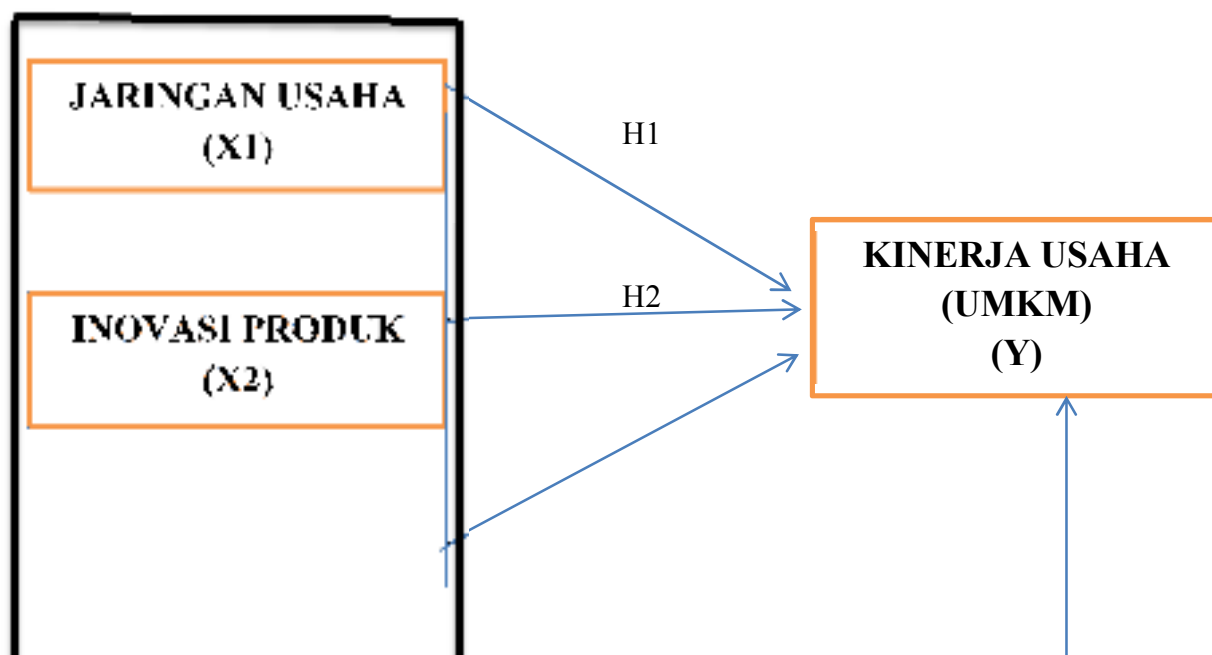 JARINGAN USAHA
(X1)
H1
KINERJA USAHA
(UMKM)
(Y)
H2
INOVASI PRODUK
(X2)